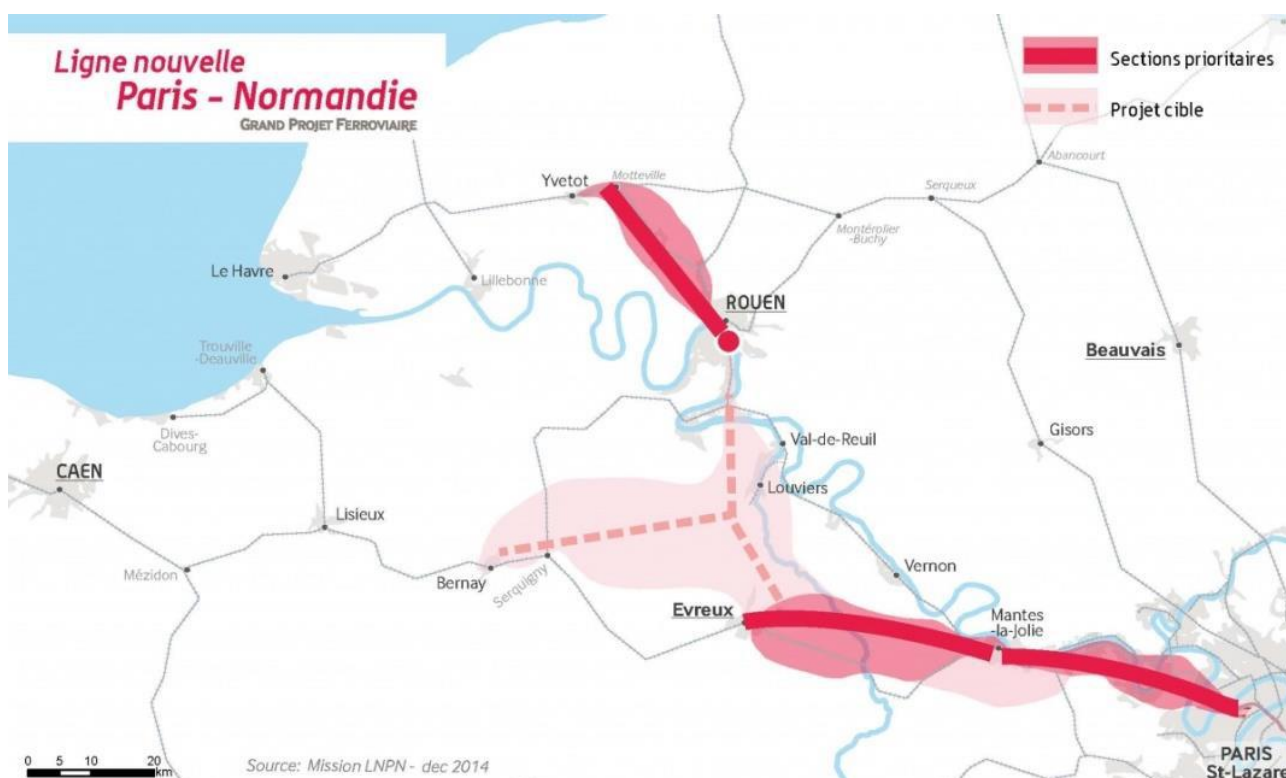 Ligne nouvelle
Paris - Normandie
GRAND PROJET FERROVIAIRE
Sections prioritaires
Projet cible
Abancourt
Yvetot
Motteville
Serqueux
Montérolier
-Buchy
Le Havre
Lillebonne
ROUEN
Trouville
-Deauville
Beauvais
Dives-
Cabourg
Val-de-Reuil
Gisors
CAEN
Louviers
Lisieux
Mézidon
Bernay
Serquigny
Vernon
Evreux
Mantes
-la-Jolie
0 5 10 20
km
Source: Mission LNPN - dec 2014
PARIS
St-Lazare